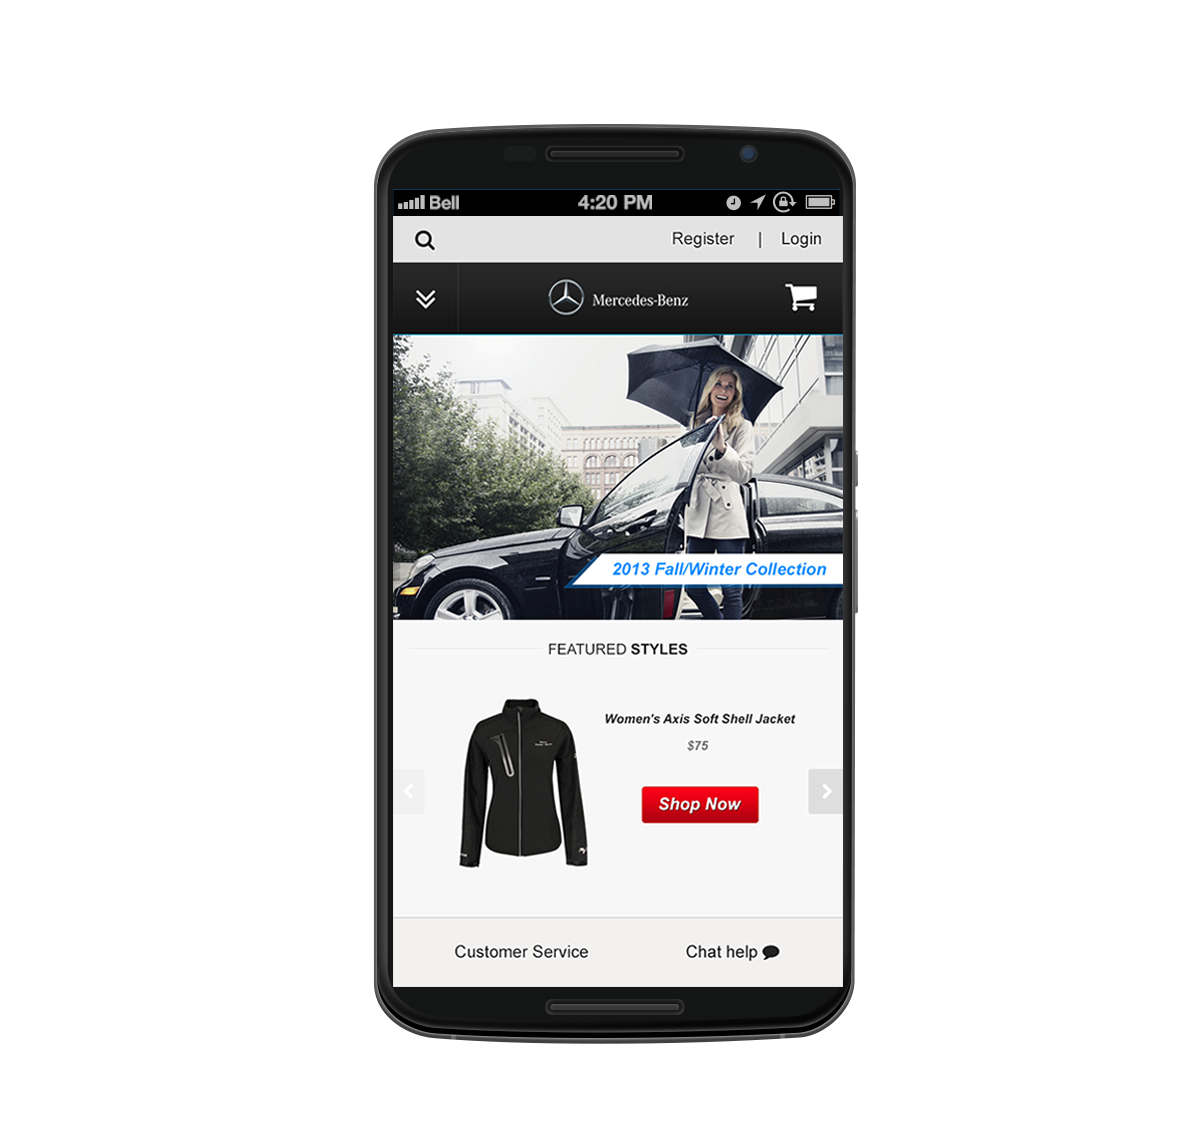 Bell 4:20 PM
Register | Login
Mercedes-Benz
2013 Fall/Winter Collection
FEATURED STYLES
Women's Axis Soft Shell Jacket
$75
Shop Now
Customer Service Chat help